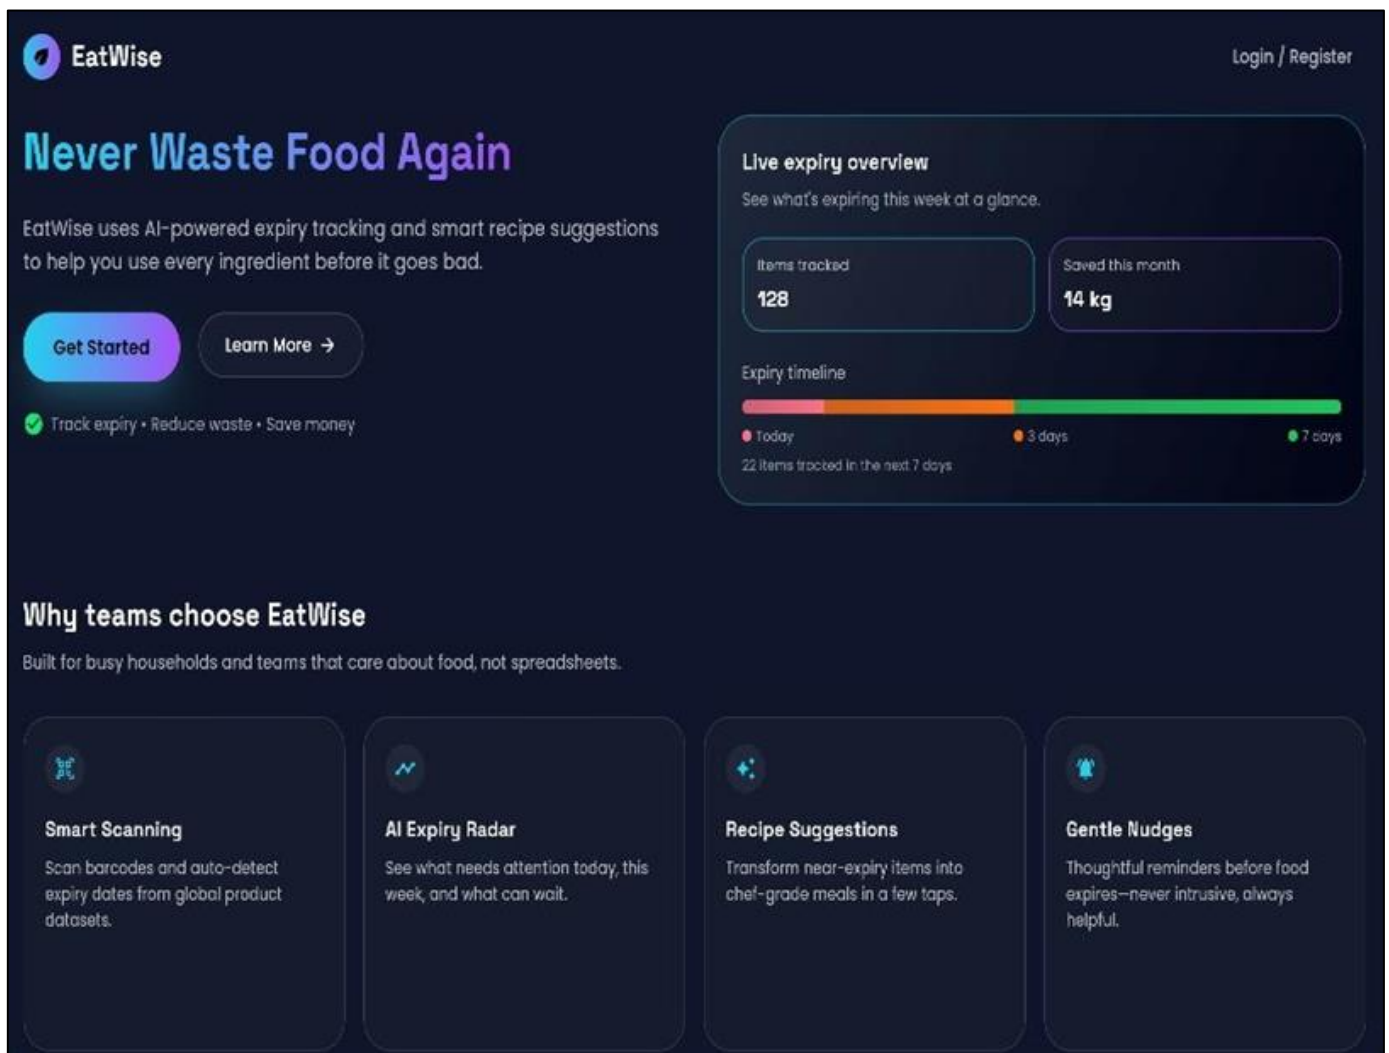 EatWise
Login / Register
Never Waste Food Again
EatWise uses AI-powered expiry tracking and smart recipe suggestions
to help you use every ingredient before it goes bad.
Get Started
Learn More →
Track expiry • Reduce waste • Save money
Live expiry overview
See what's expiring this week at a glance.
Items tracked
128
Saved this month
14 kg
Expiry timeline
Today
3 days
7 days
22 items tracked in the next 7 days
Why teams choose EatWise
Built for busy households and teams that care about food, not spreadsheets.
Smart Scanning
Scan barcodes and auto-detect
expiry dates from global product
datasets.
AI Expiry Radar
See what needs attention today, this
week, and what can wait.
Recipe Suggestions
Transform near-expiry items into
chef-grade meals in a few taps.
Gentle Nudges
Thoughtful reminders before food
expires—never intrusive, always
helpful.